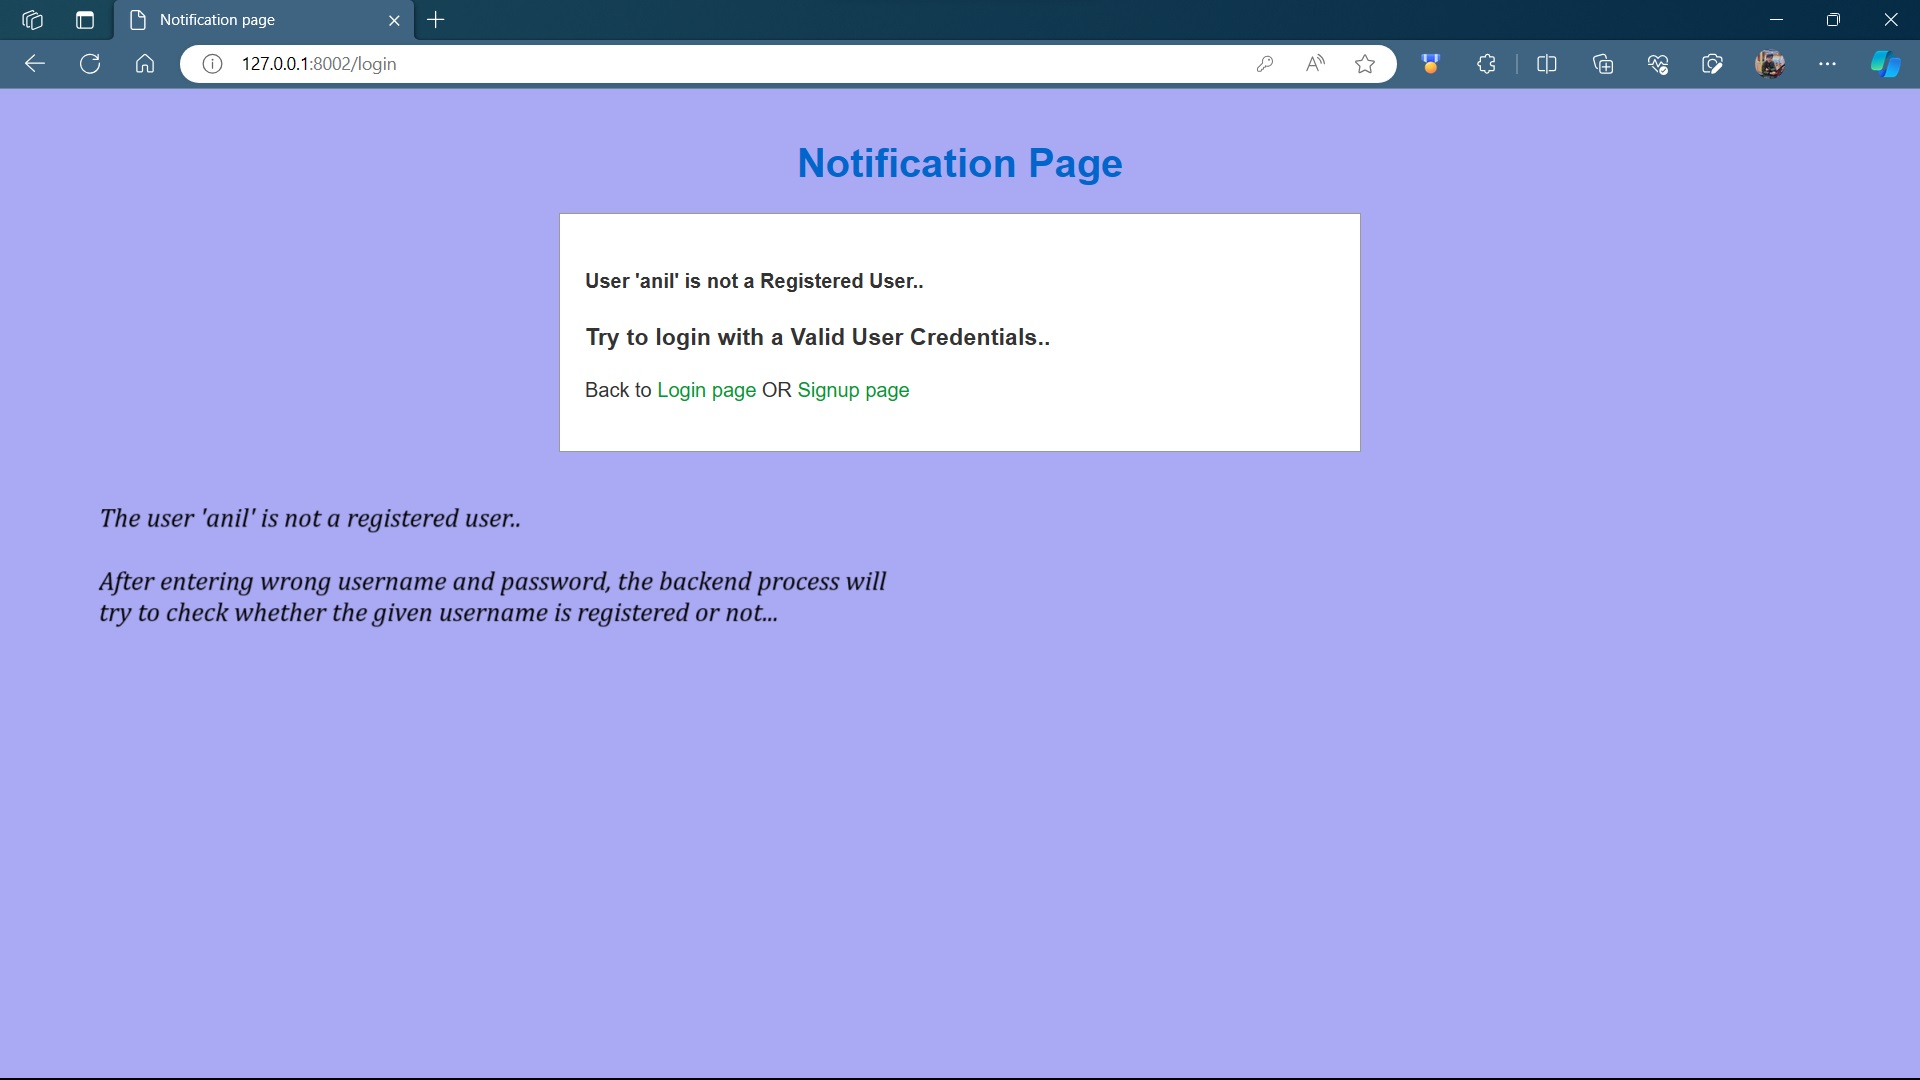 Notification page
127.0.0.1:8002/login
Notification Page
User 'anil' is not a Registered User..
Try to login with a Valid User Credentials..
Back to Login page OR Signup page
The user 'anil' is not a registered user..
After entering wrong username and password, the backend process will
try to check whether the given username is registered or not...